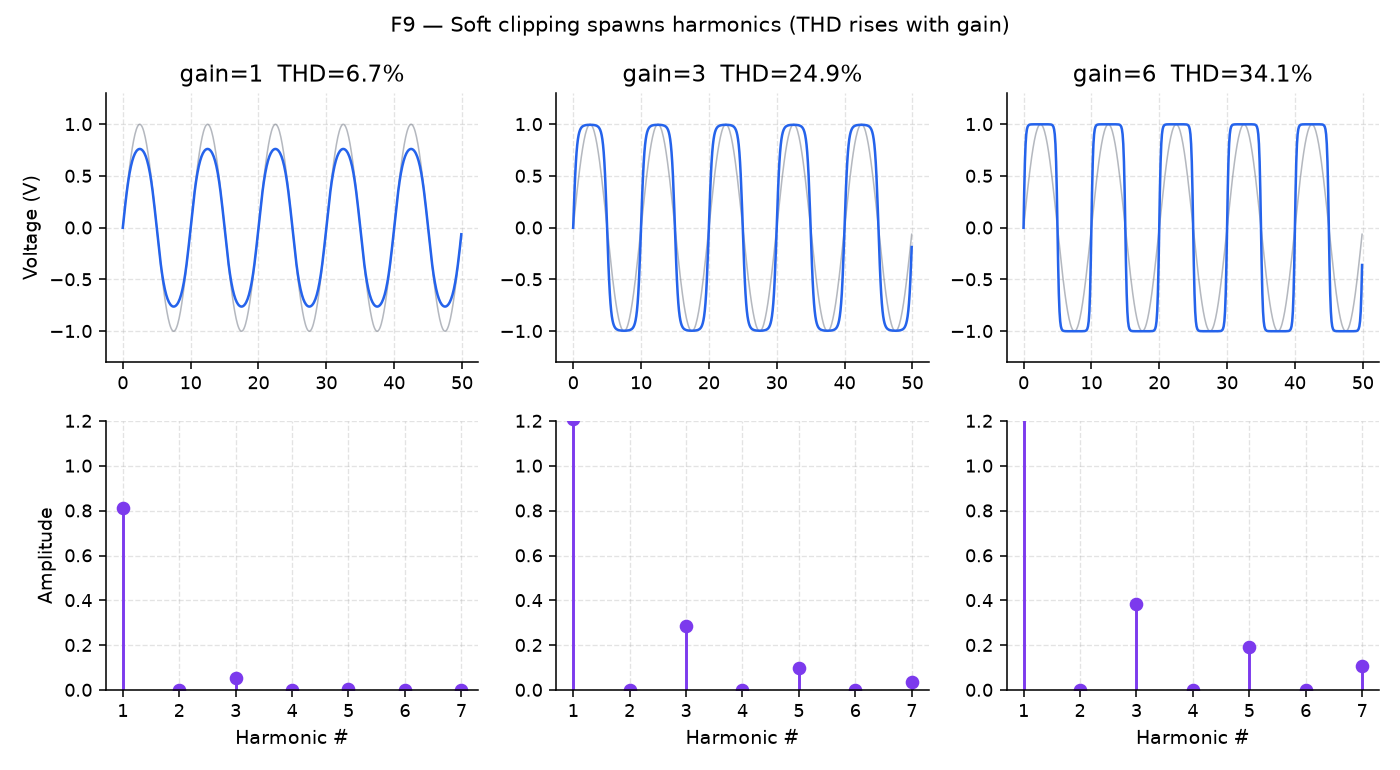 F9 — Soft clipping spawns harmonics (THD rises with gain)
gain=1  THD=6.7%
gain=3  THD=24.9%
gain=6  THD=34.1%
Voltage (V)
1.0
0.5
0.0
−0.5
−1.0
0 10 20 30 40 50
1.0
0.5
0.0
−0.5
−1.0
0 10 20 30 40 50
1.0
0.5
0.0
−0.5
−1.0
0 10 20 30 40 50
Amplitude
1.2
1.0
0.8
0.6
0.4
0.2
0.0
1 2 3 4 5 6 7
Harmonic #
1.2
1.0
0.8
0.6
0.4
0.2
0.0
1 2 3 4 5 6 7
Harmonic #
1.2
1.0
0.8
0.6
0.4
0.2
0.0
1 2 3 4 5 6 7
Harmonic #